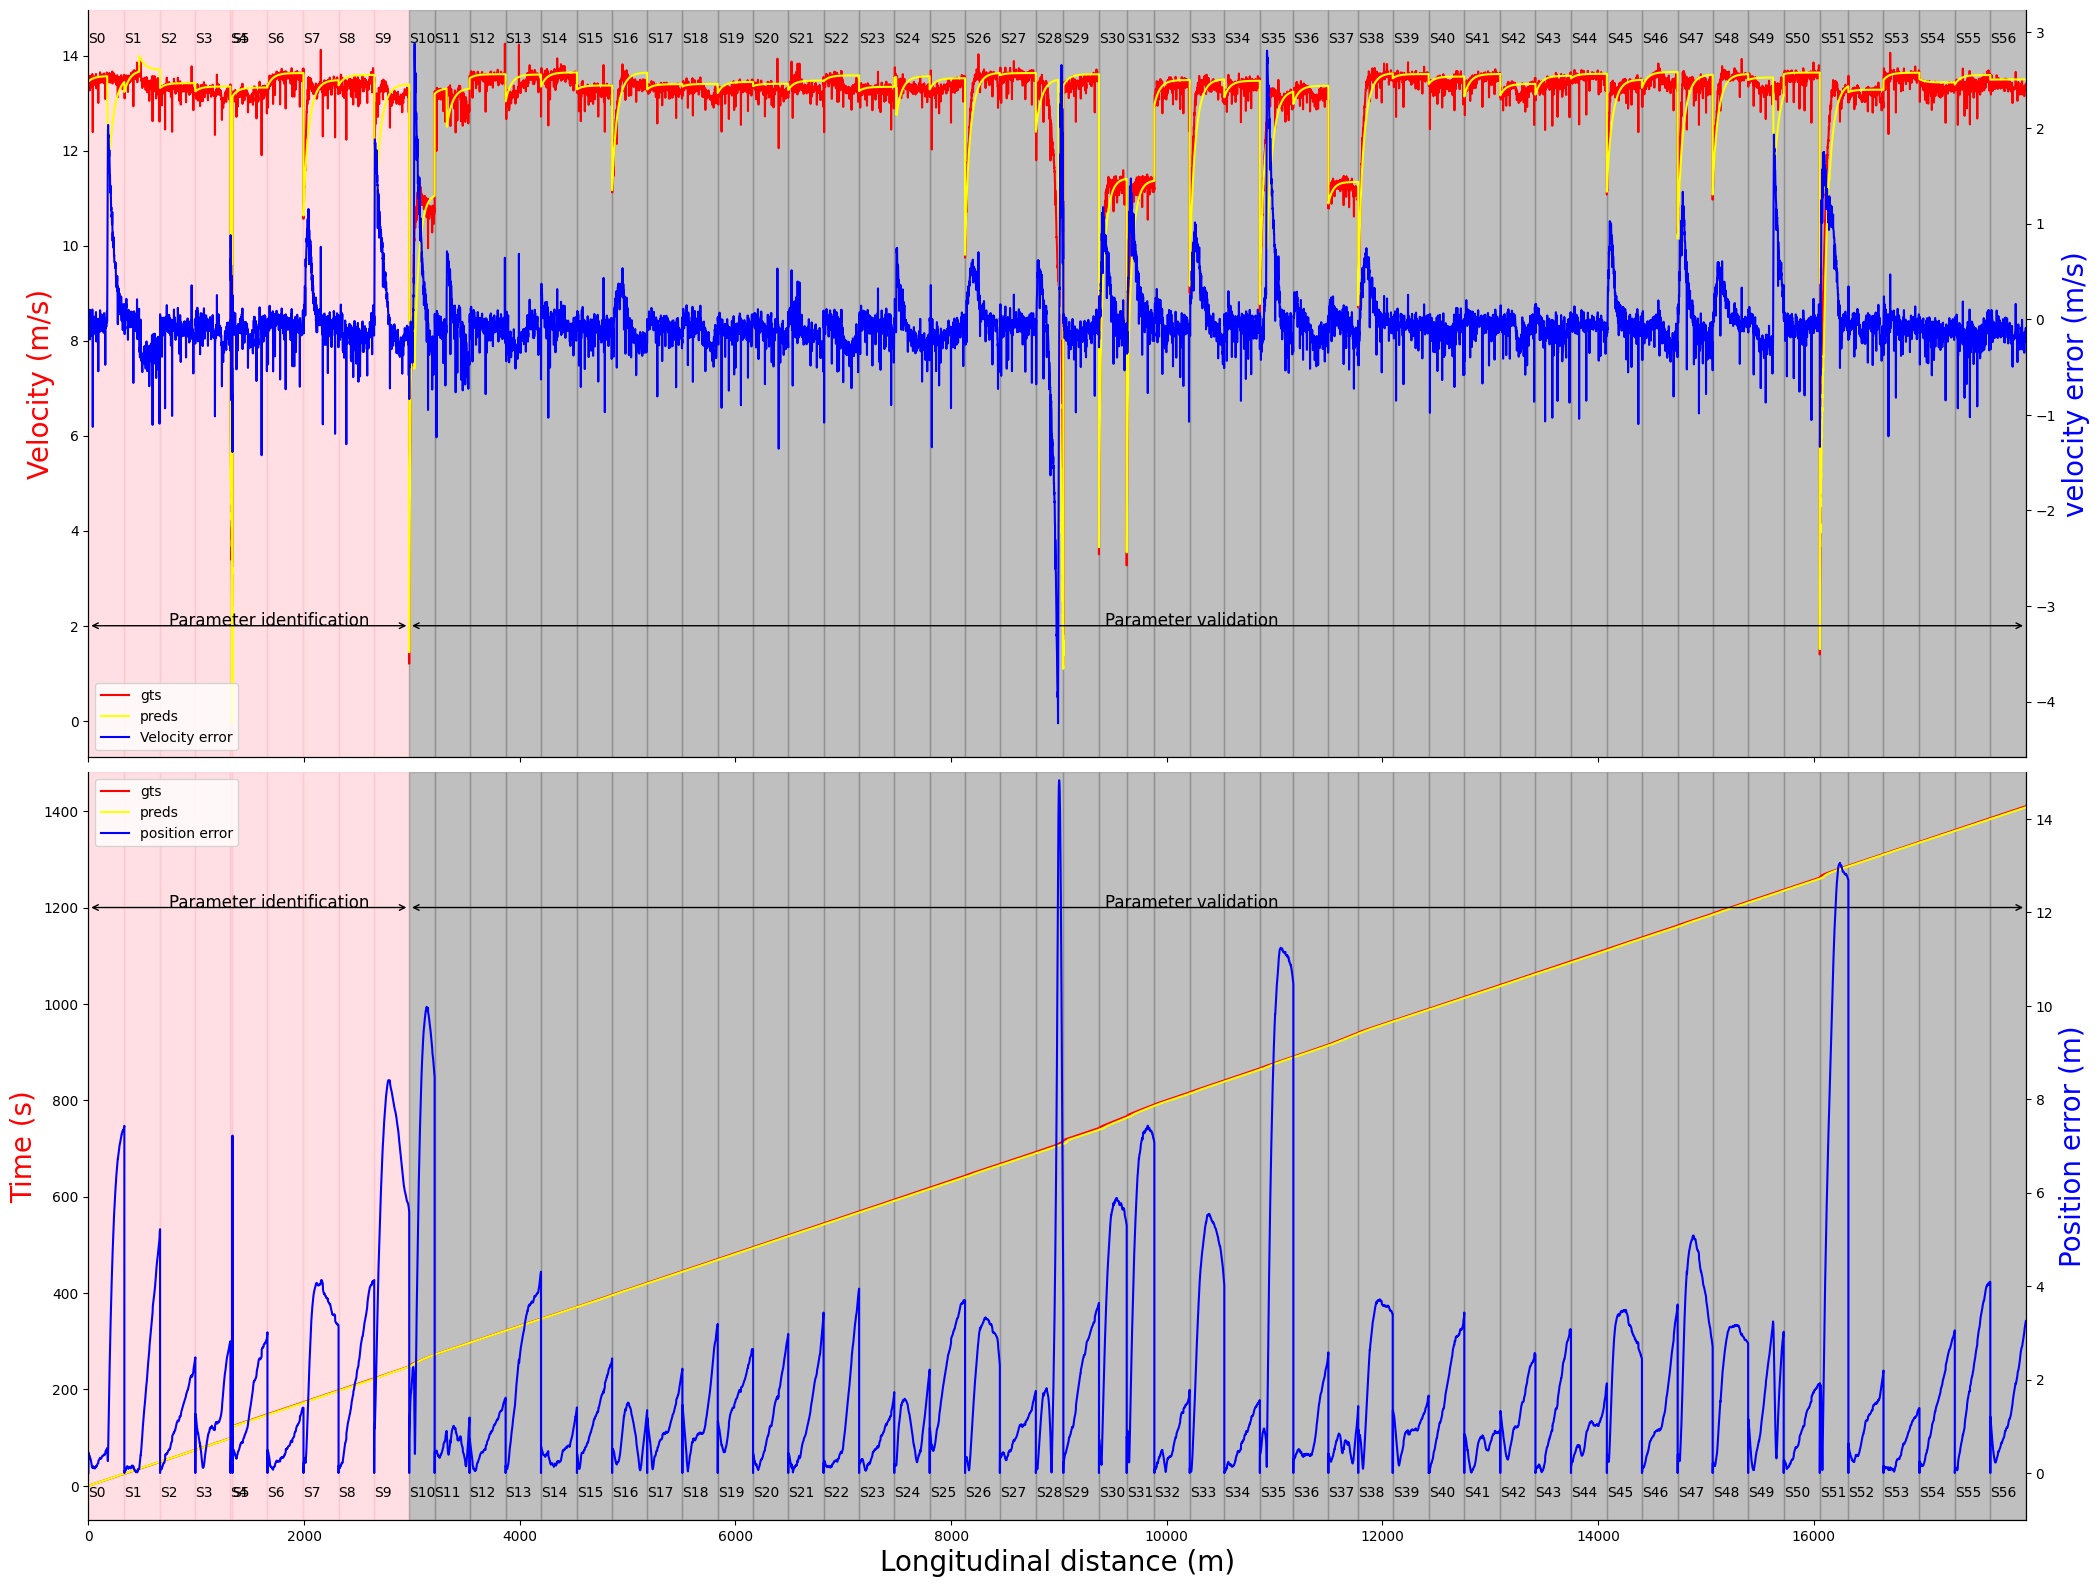 S0 S1 S2 S3 S4 S5 S6 S7 S8 S9 S10 S11 S12 S13 S14 S15 S16 S17 S18 S19 S20 S21 S22 S23 S24 S25 S26 S27 S28 S29 S30 S31 S32 S33 S34 S35 S36 S37 S38 S39 S40 S41 S42 S43 S44 S45 S46 S47 S48 S49 S50 S51 S52 S53 S54 S55 S56
14
12
10
8
6
4
2
0
Velocity (m/s)
3
2
1
0
−1
−2
−3
−4
velocity error (m/s)
Parameter identification
Parameter validation
gts
preds
Velocity error
gts
preds
position error
Parameter identification
Parameter validation
1400
1200
1000
800
600
400
200
0
Time (s)
14
12
10
8
6
4
2
0
Position error (m)
S0 S1 S2 S3 S4 S5 S6 S7 S8 S9 S10 S11 S12 S13 S14 S15 S16 S17 S18 S19 S20 S21 S22 S23 S24 S25 S26 S27 S28 S29 S30 S31 S32 S33 S34 S35 S36 S37 S38 S39 S40 S41 S42 S43 S44 S45 S46 S47 S48 S49 S50 S51 S52 S53 S54 S55 S56
0 2000 4000 6000 8000 10000 12000 14000 16000
Longitudinal distance (m)